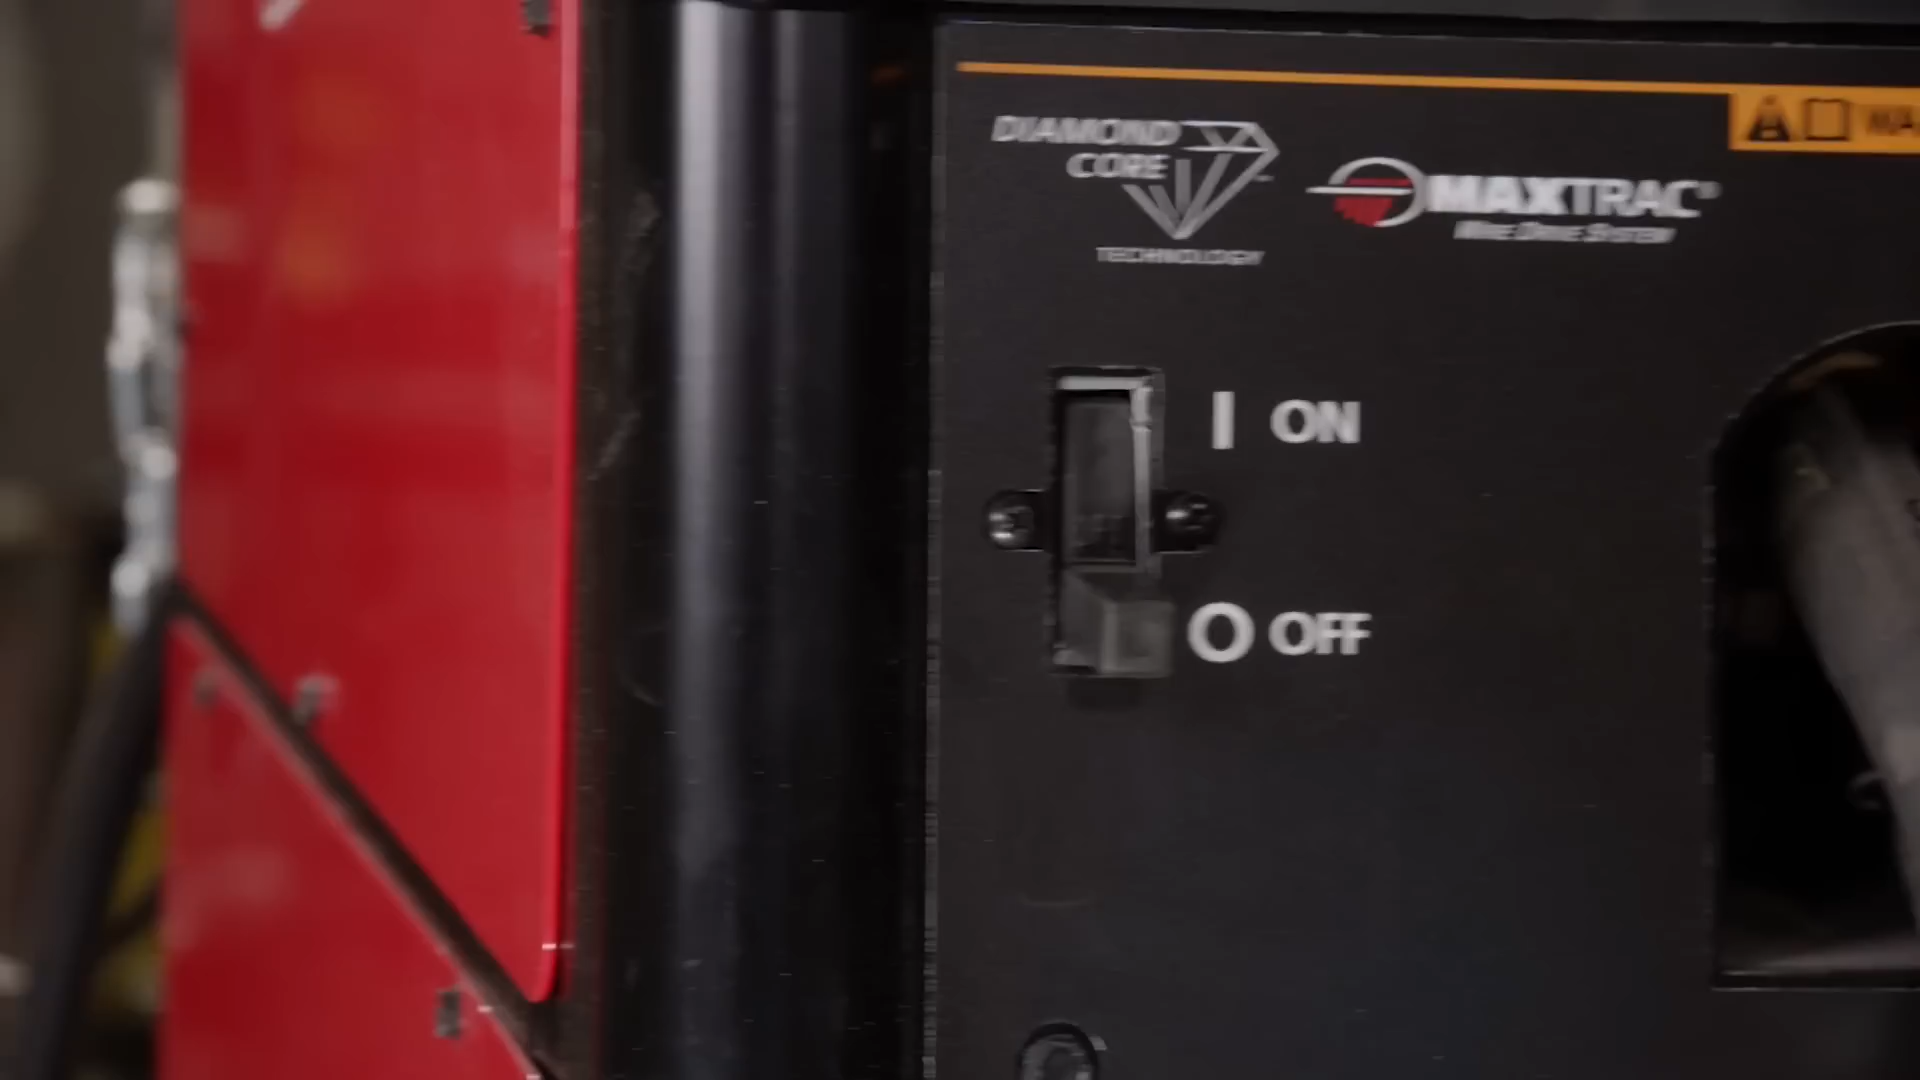 DIAMOND
CORE
TECHNOLOGY
MAXTRAC®
WIRE DRIVE SYSTEM
I ON
O OFF